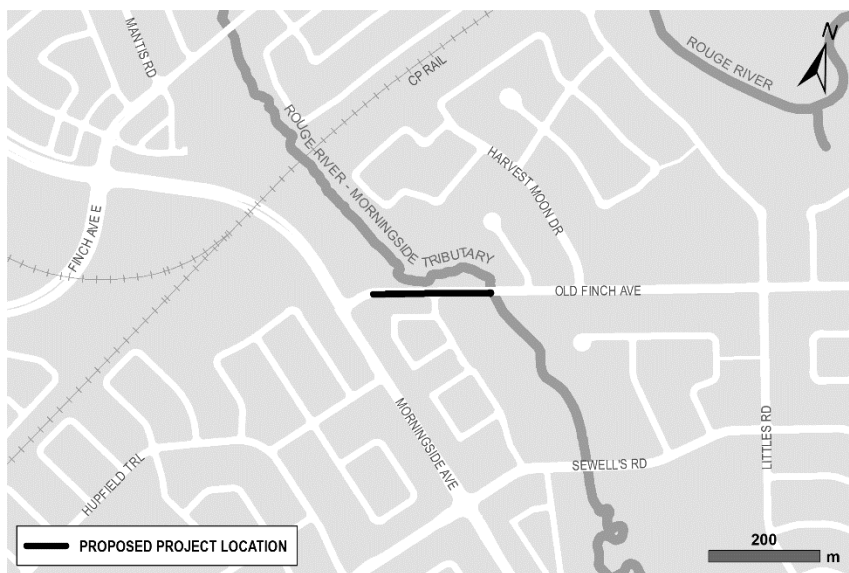 MANTIS RD
CP RAIL
ROUGE RIVER
N
ROUGE RIVER - MORNINGSIDE TRIBUTARY
HARVEST MOON DR
FINCH AVE E
OLD FINCH AVE
MORNINGSIDE AVE
LITTLES RD
SEWELL'S RD
HUPFIELD TRL
PROPOSED PROJECT LOCATION
200
m